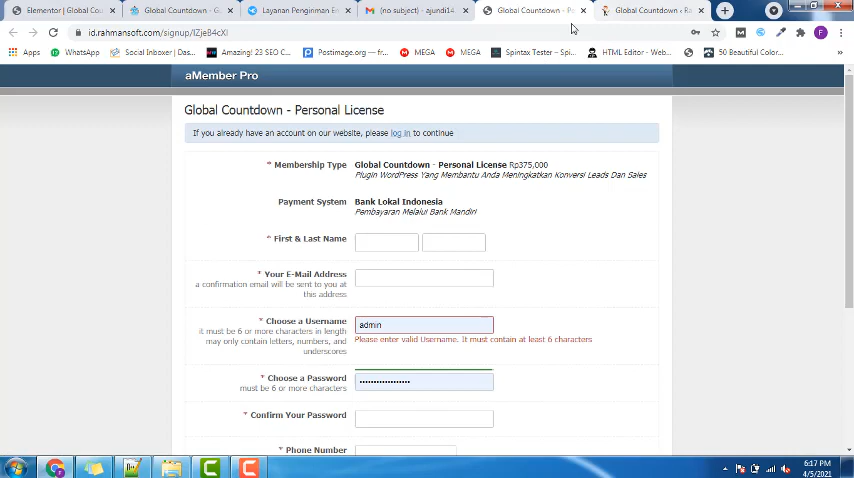 Elementor | Global Cou
Global Countdown - G
Layanan Penginiman E
(no subject) - ajundi14
Global Countdown - Pe
Global Countdown & Ra
id.rahmansoft.com/signup/IZjeB4cXI
Apps
WhatsApp
Social Inboxer | Das...
Amazing! 23 SEO C...
Postimage.org — fr...
MEGA
MEGA
Spintax Tester – Spi...
HTML Editor - Web...
50 Beautiful Color...
aMember Pro
Global Countdown - Personal License
If you already have an account on our website, please log in to continue
* Membership Type
Global Countdown - Personal License Rp375,000
Plugin WordPress Yang Membantu Anda Meningkatkan Konversi Leads Dan Sales
Payment System
Bank Lokal Indonesia
Pembayaran Melalui Bank Mandiri
* First & Last Name
* Your E-Mail Address
a confirmation email will be sent to you at
this address
* Choose a Username
it must be 6 or more characters in length
may only contain letters, numbers, and
underscores
admin
Please enter valid Username. It must contain at least 6 characters
* Choose a Password
must be 6 or more characters
* Confirm Your Password
* Phone Number
6:17 PM
4/5/2021